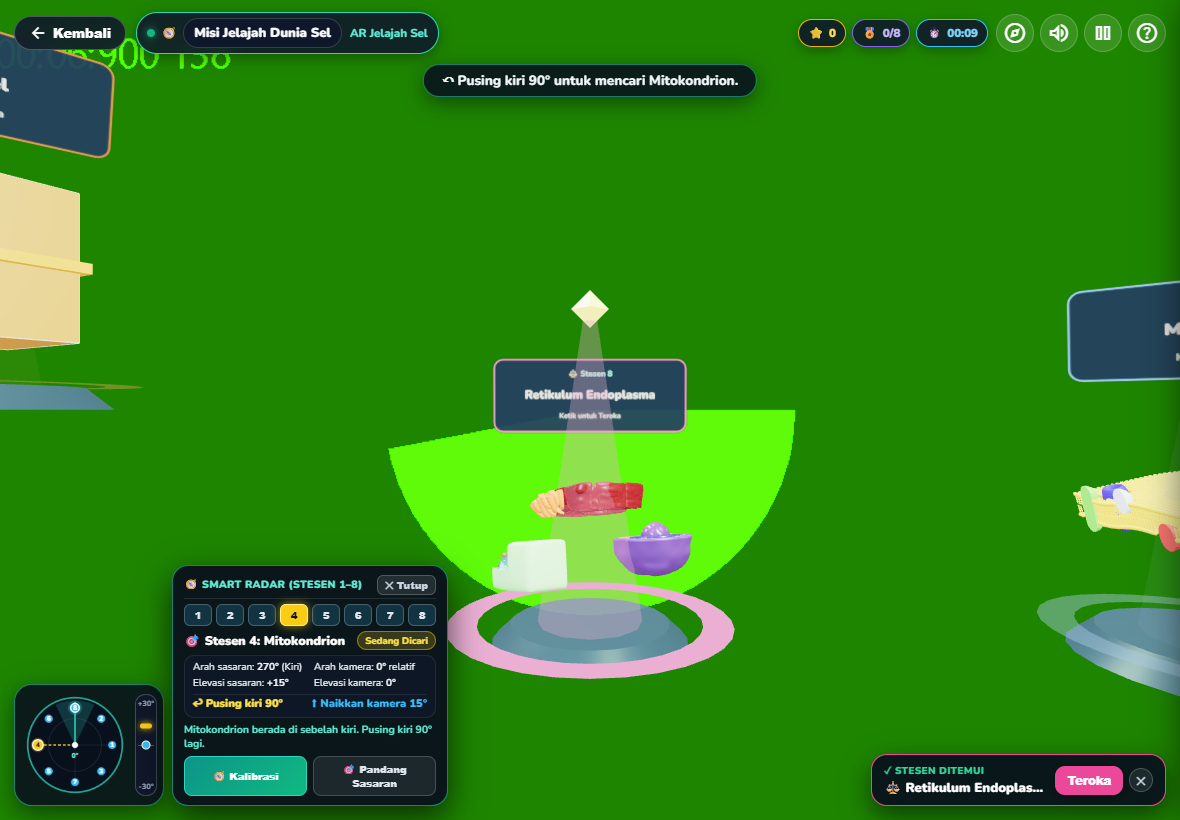 Kembali
Misi Jelajah Dunia Sel
AR Jelajah Sel
0
0/8
00:09
Pusing kiri 90° untuk mencari Mitokondrion.
Stesen 8
Retikulum Endoplasma
Ketik untuk Teroka
SMART RADAR (STESEN 1–8)
Tutup
1 2 3 4 5 6 7 8
Stesen 4: Mitokondrion
Sedang Dicari
Arah sasaran: 270° (Kiri)
Arah kamera: 0° relatif
Elevasi sasaran: +15°
Elevasi kamera: 0°
Pusing kiri 90°
↑ Naikkan kamera 15°
Mitokondrion berada di sebelah kiri. Pusing kiri 90°
lagi.
Kalibrasi
Pandang
Sasaran
+30°
-30°
0°
✓ STESEN DITEMUI
Retikulum Endoplas...
Teroka